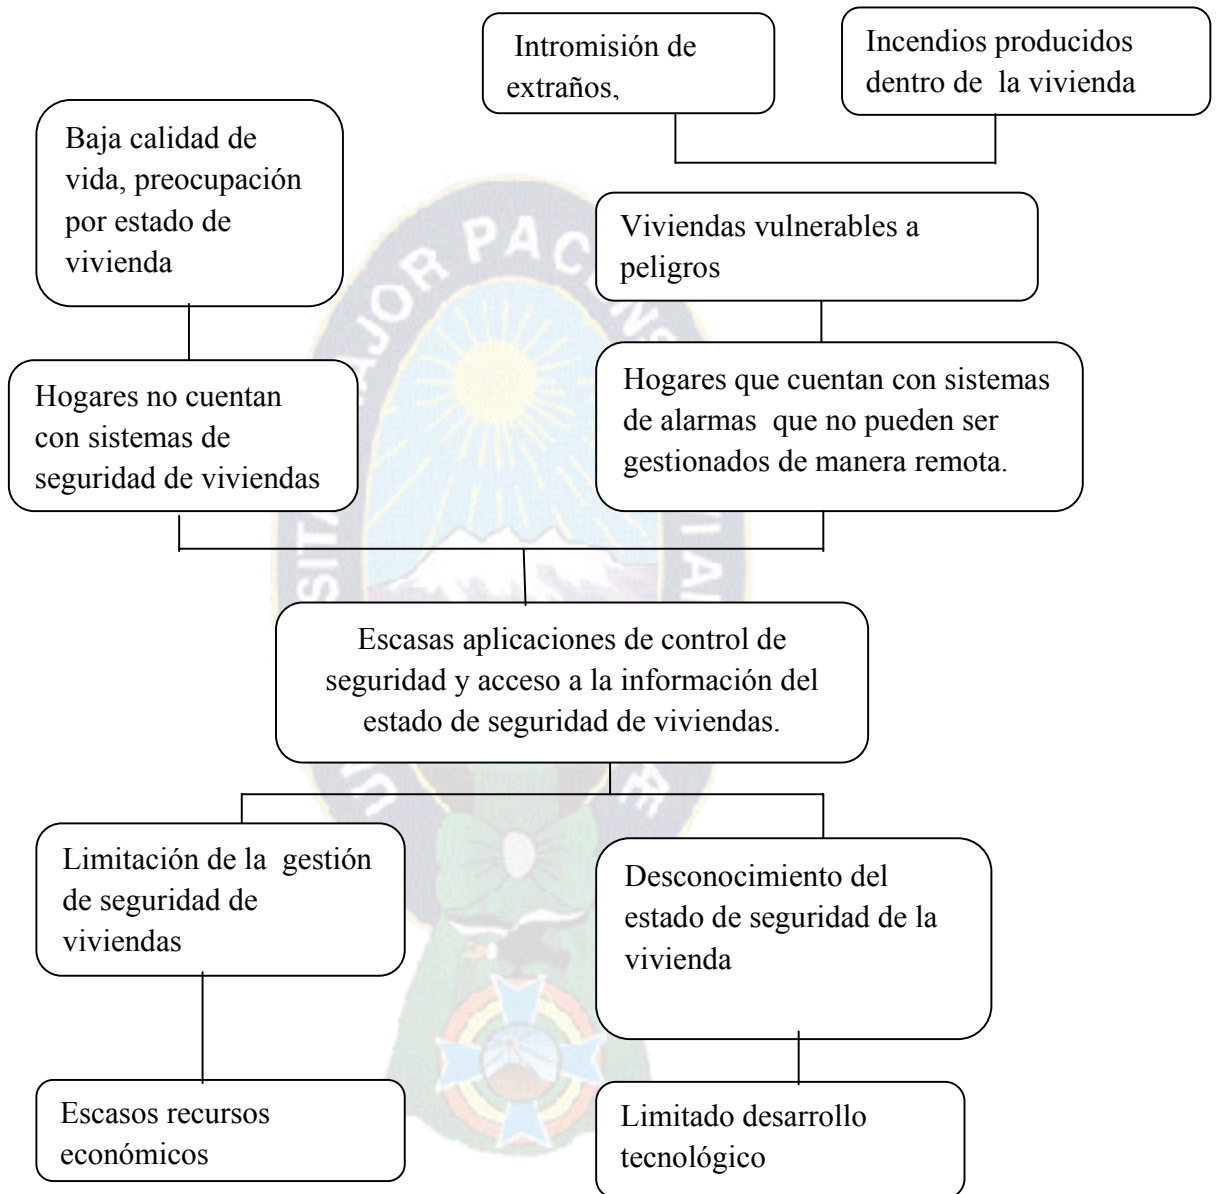 Intromisión de
extraños,
Incendios producidos
dentro de la vivienda
Baja calidad de
vida, preocupación
por estado de
vivienda
Viviendas vulnerables a
peligros
Hogares no cuentan
con sistemas de
seguridad de viviendas
Hogares que cuentan con sistemas
de alarmas que no pueden ser
gestionados de manera remota.
Escasas aplicaciones de control de
seguridad y acceso a la información del
estado de seguridad de viviendas.
Limitación de la gestión
de seguridad de
viviendas
Desconocimiento del
estado de seguridad de la
vivienda
Escasos recursos
económicos
Limitado desarrollo
tecnológico